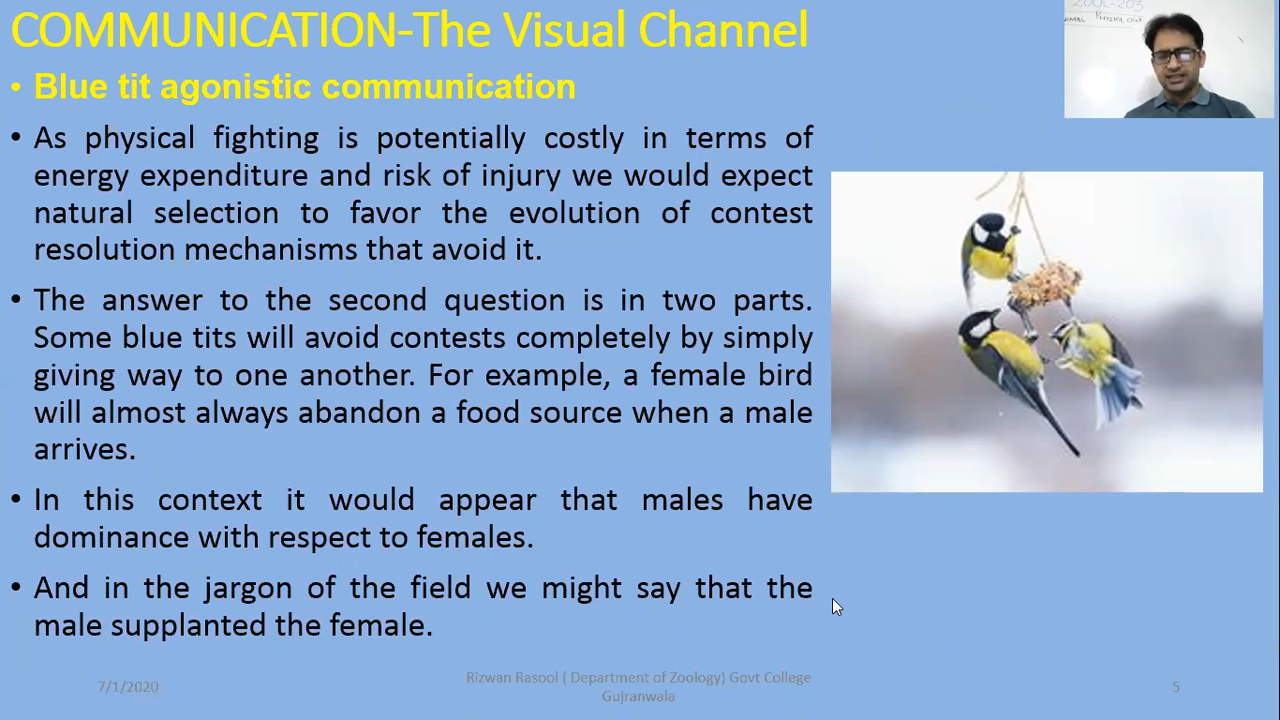 COMMUNICATION-The Visual Channel
• Blue tit agonistic communication
• As physical fighting is potentially costly in terms of
energy expenditure and risk of injury we would expect
natural selection to favor the evolution of contest
resolution mechanisms that avoid it.
• The answer to the second question is in two parts.
Some blue tits will avoid contests completely by simply
giving way to one another. For example, a female bird
will almost always abandon a food source when a male
arrives.
• In this context it would appear that males have
dominance with respect to females.
• And in the jargon of the field we might say that the
male supplanted the female.
ZOOL-203
PHYSIOLOGY
7/1/2020
Rizwan Rasool ( Department of Zoology) Govt College
Gujranwala
5